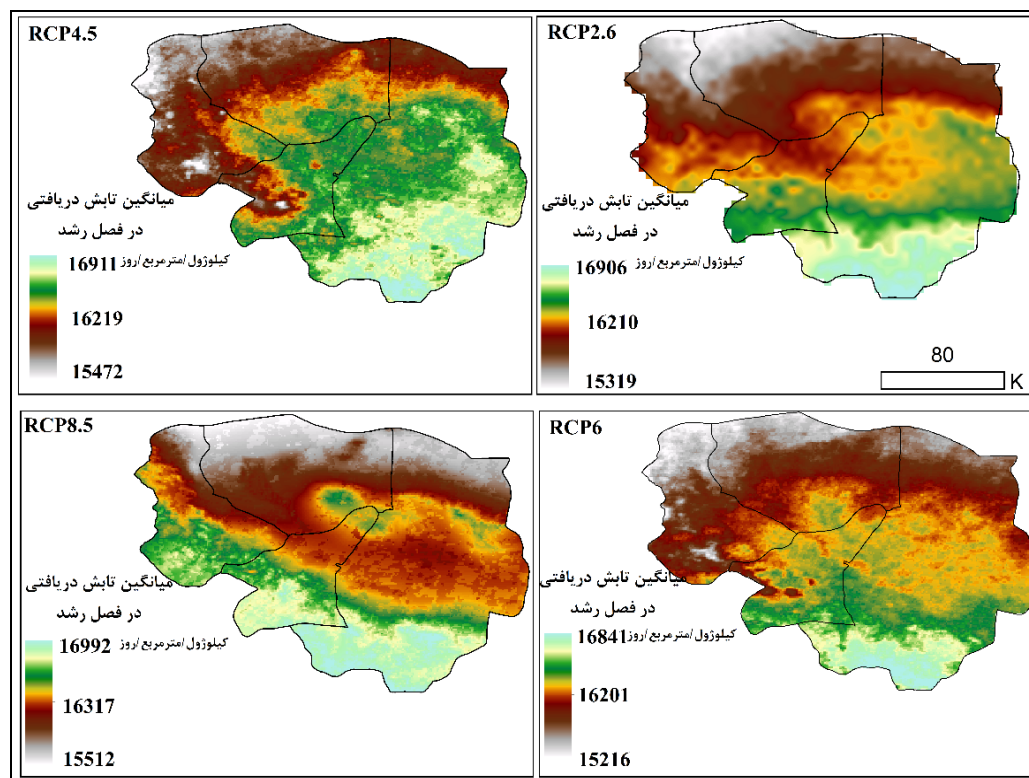 RCP4.5
میانگین تابش دریافتی
در فصل رشد
کیلوژول/مترمربع/روز
16911
16219
15472
RCP2.6
میانگین تابش دریافتی
در فصل رشد
کیلوژول/مترمربع/روز
16906
16210
15319
80
K
RCP8.5
میانگین تابش دریافتی
در فصل رشد
کیلوژول/مترمربع/روز
16992
16317
15512
RCP6
میانگین تابش دریافتی
در فصل رشد
کیلوژول/مترمربع/روز
16841
16201
15216